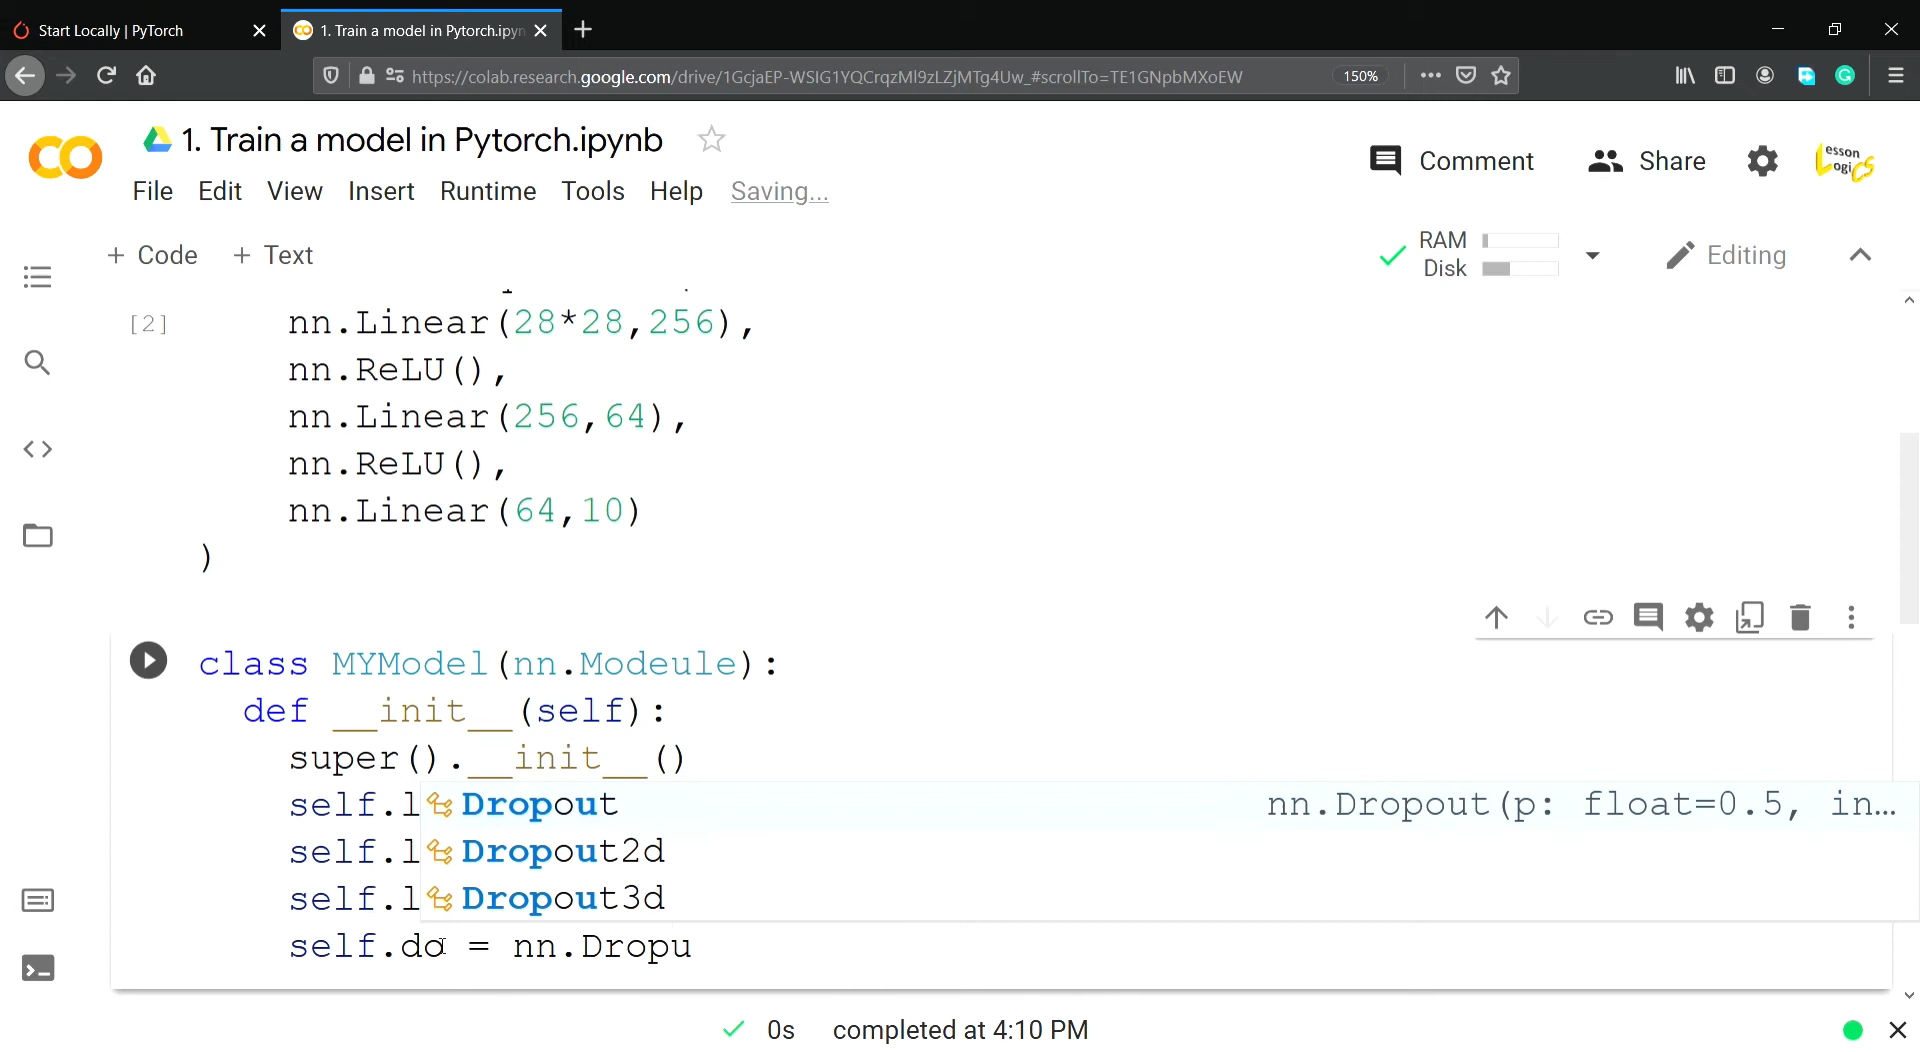 Start Locally | PyTorch
1. Train a model in Pytorch.ipyn
https://colab.research.google.com/drive/1GcjaEP-WSIG1YQCrqzMl9zLZjMTg4Uw_#scrollTo=TE1GNpbMXoEW
150%
1. Train a model in Pytorch.ipynb
Comment
Share
esson
ogi
Lcs
File Edit View Insert Runtime Tools Help Saving...
+ Code + Text
RAM
Disk
Editing
[2]
nn.Linear(28*28,256),
nn.ReLU(),
nn.Linear(256,64),
nn.ReLU(),
nn.Linear(64,10)
)
class MYModel(nn.Modeule):
def __init__(self):
super().__init__()
self.l Dropout nn.Dropout(p: float=0.5, in…
self.l Dropout2d
self.l Dropout3d
self.do = nn.Dropu
0s completed at 4:10 PM